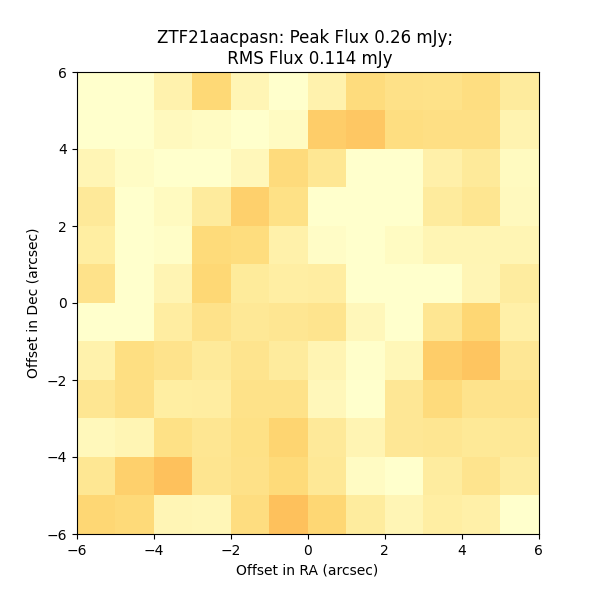 ZTF21aacpasn: Peak Flux 0.26 mJy;
RMS Flux 0.114 mJy
6
4
2
0
−2
−4
−6
Offset in Dec (arcsec)
−6 −4 −2 0 2 4 6
Offset in RA (arcsec)